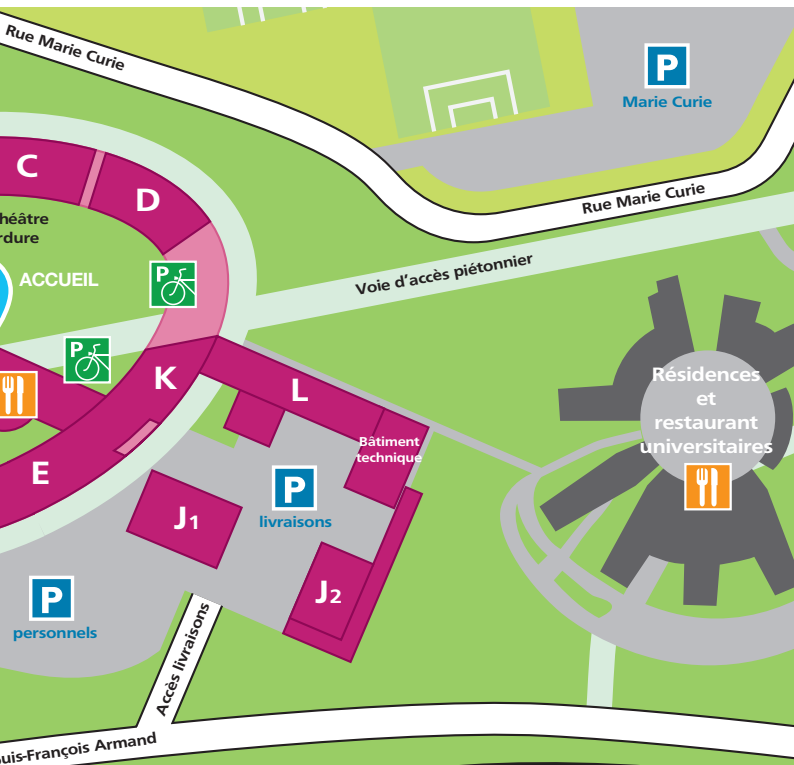 Rue Marie Curie
P
Marie Curie
C
D
Rue Marie Curie
héâtre
rdure
ACCUEIL
P
Voie d'accès piétonnier
P
K
L
Résidences
et
restaurant
universitaires
Bâtiment
technique
E
P
livraisons
J1
J2
P
personnels
Accès livraisons
ouis-François Armand